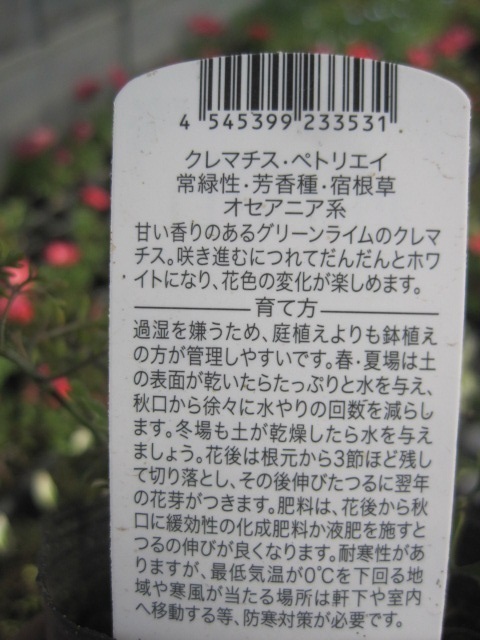 4 545399 233531
クレマチス・ペトリエイ
常緑性・芳香種・宿根草
オセアニア系
甘い香りのあるグリーンライムのクレマ
チス。咲き進むにつれてだんだんとホワ
イトになり、花色の変化が楽しめます。
育て方
過湿を嫌うため、庭植えよりも鉢植え
の方が管理しやすいです。春・夏場は土
の表面が乾いたらたっぷりと水を与え、
秋口から徐々に水やりの回数を減らし
ます。冬場も土が乾燥したら水を与え
ましょう。花後は根元から3節ほど残し
て切り落とし、その後伸びたつるに翌年
の花芽がつきます。肥料は、花後から秋
口に緩効性の化成肥料か液肥を施すと
つるの伸びが良くなります。耐寒性があ
りますが、最低気温が0℃を下回る地
域や寒風が当たる場所は軒下や室内
へ移動する等、防寒対策が必要です。